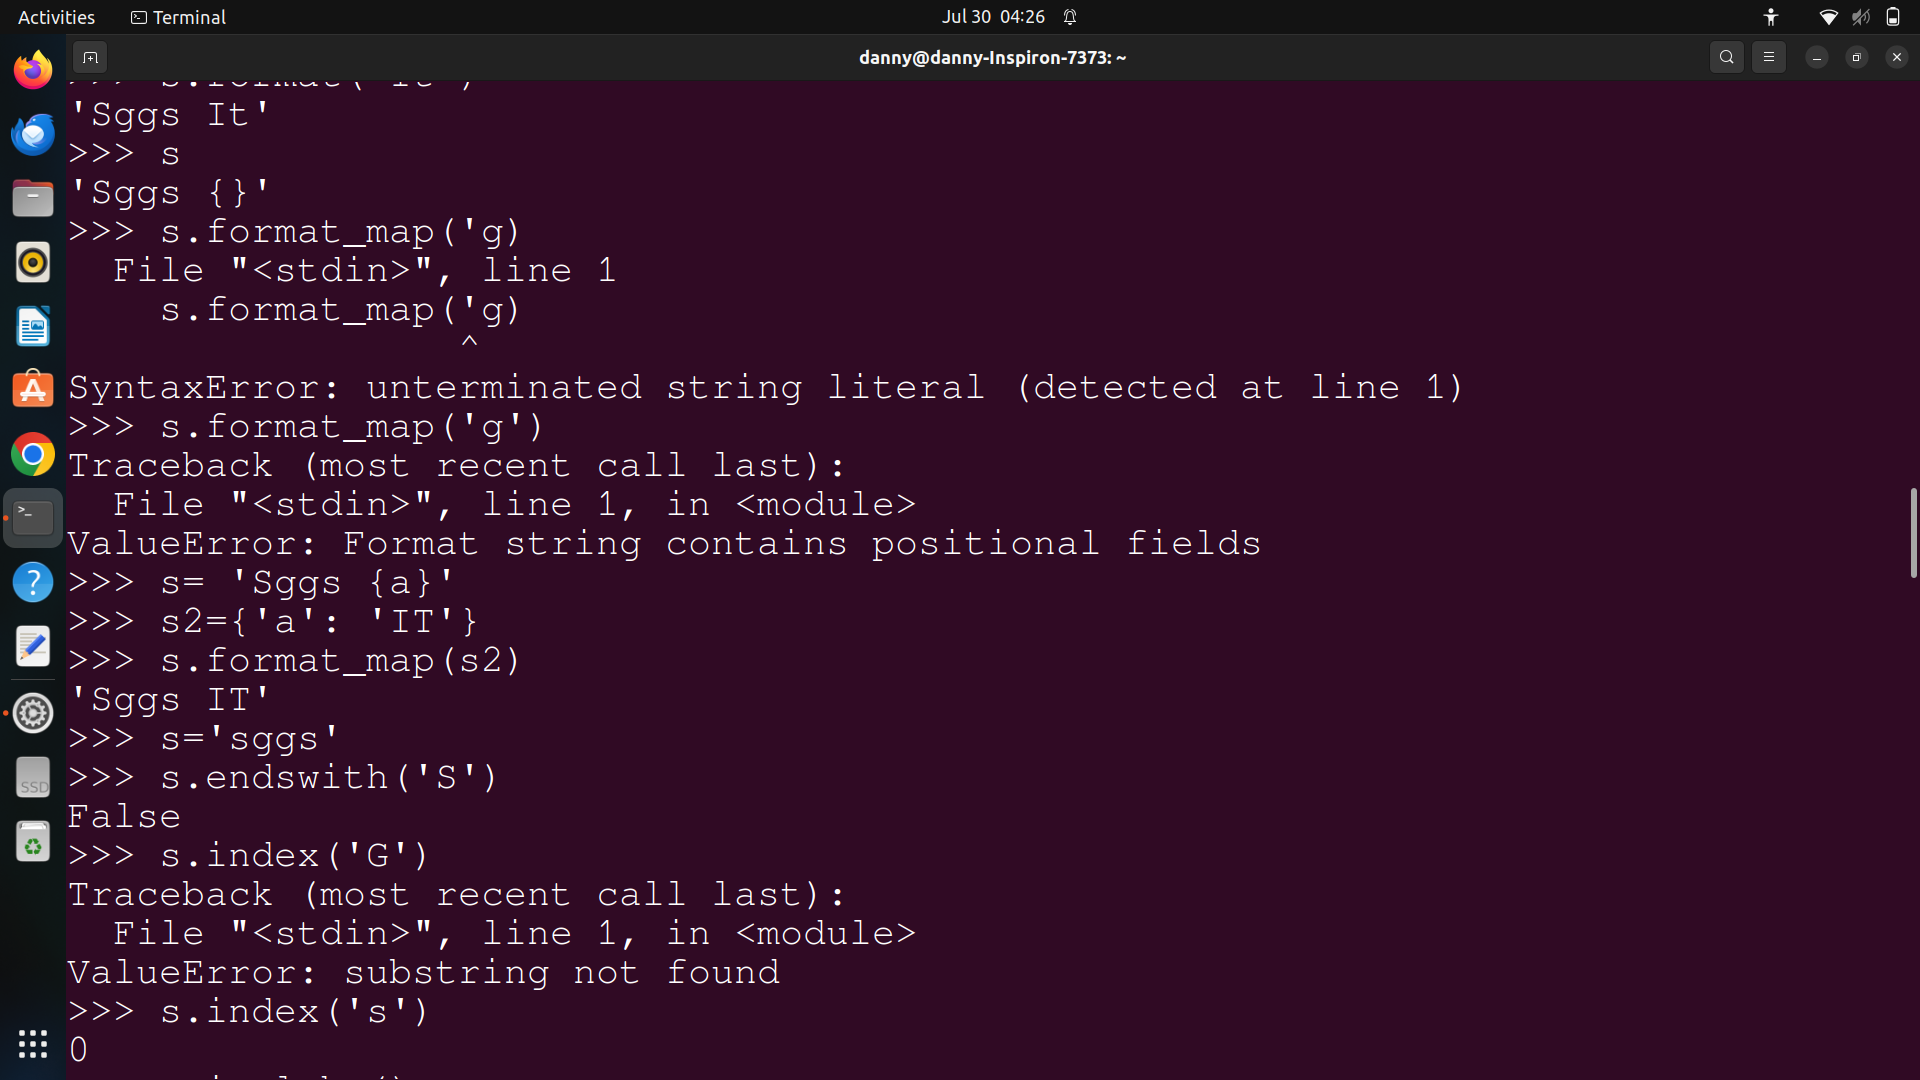 Activities
Terminal
Jul 30 04:26
danny@danny-Inspiron-7373: ~
'Sggs It'
>>> s
'Sggs {}'
>>> s.format_map('g)
  File "<stdin>", line 1
    s.format_map('g)
                 ^
SyntaxError: unterminated string literal (detected at line 1)
>>> s.format_map('g')
Traceback (most recent call last):
  File "<stdin>", line 1, in <module>
ValueError: Format string contains positional fields
>>> s= 'Sggs {a}'
>>> s2={'a': 'IT'}
>>> s.format_map(s2)
'Sggs IT'
>>> s='sggs'
>>> s.endswith('S')
False
>>> s.index('G')
Traceback (most recent call last):
  File "<stdin>", line 1, in <module>
ValueError: substring not found
>>> s.index('s')
0
SSD